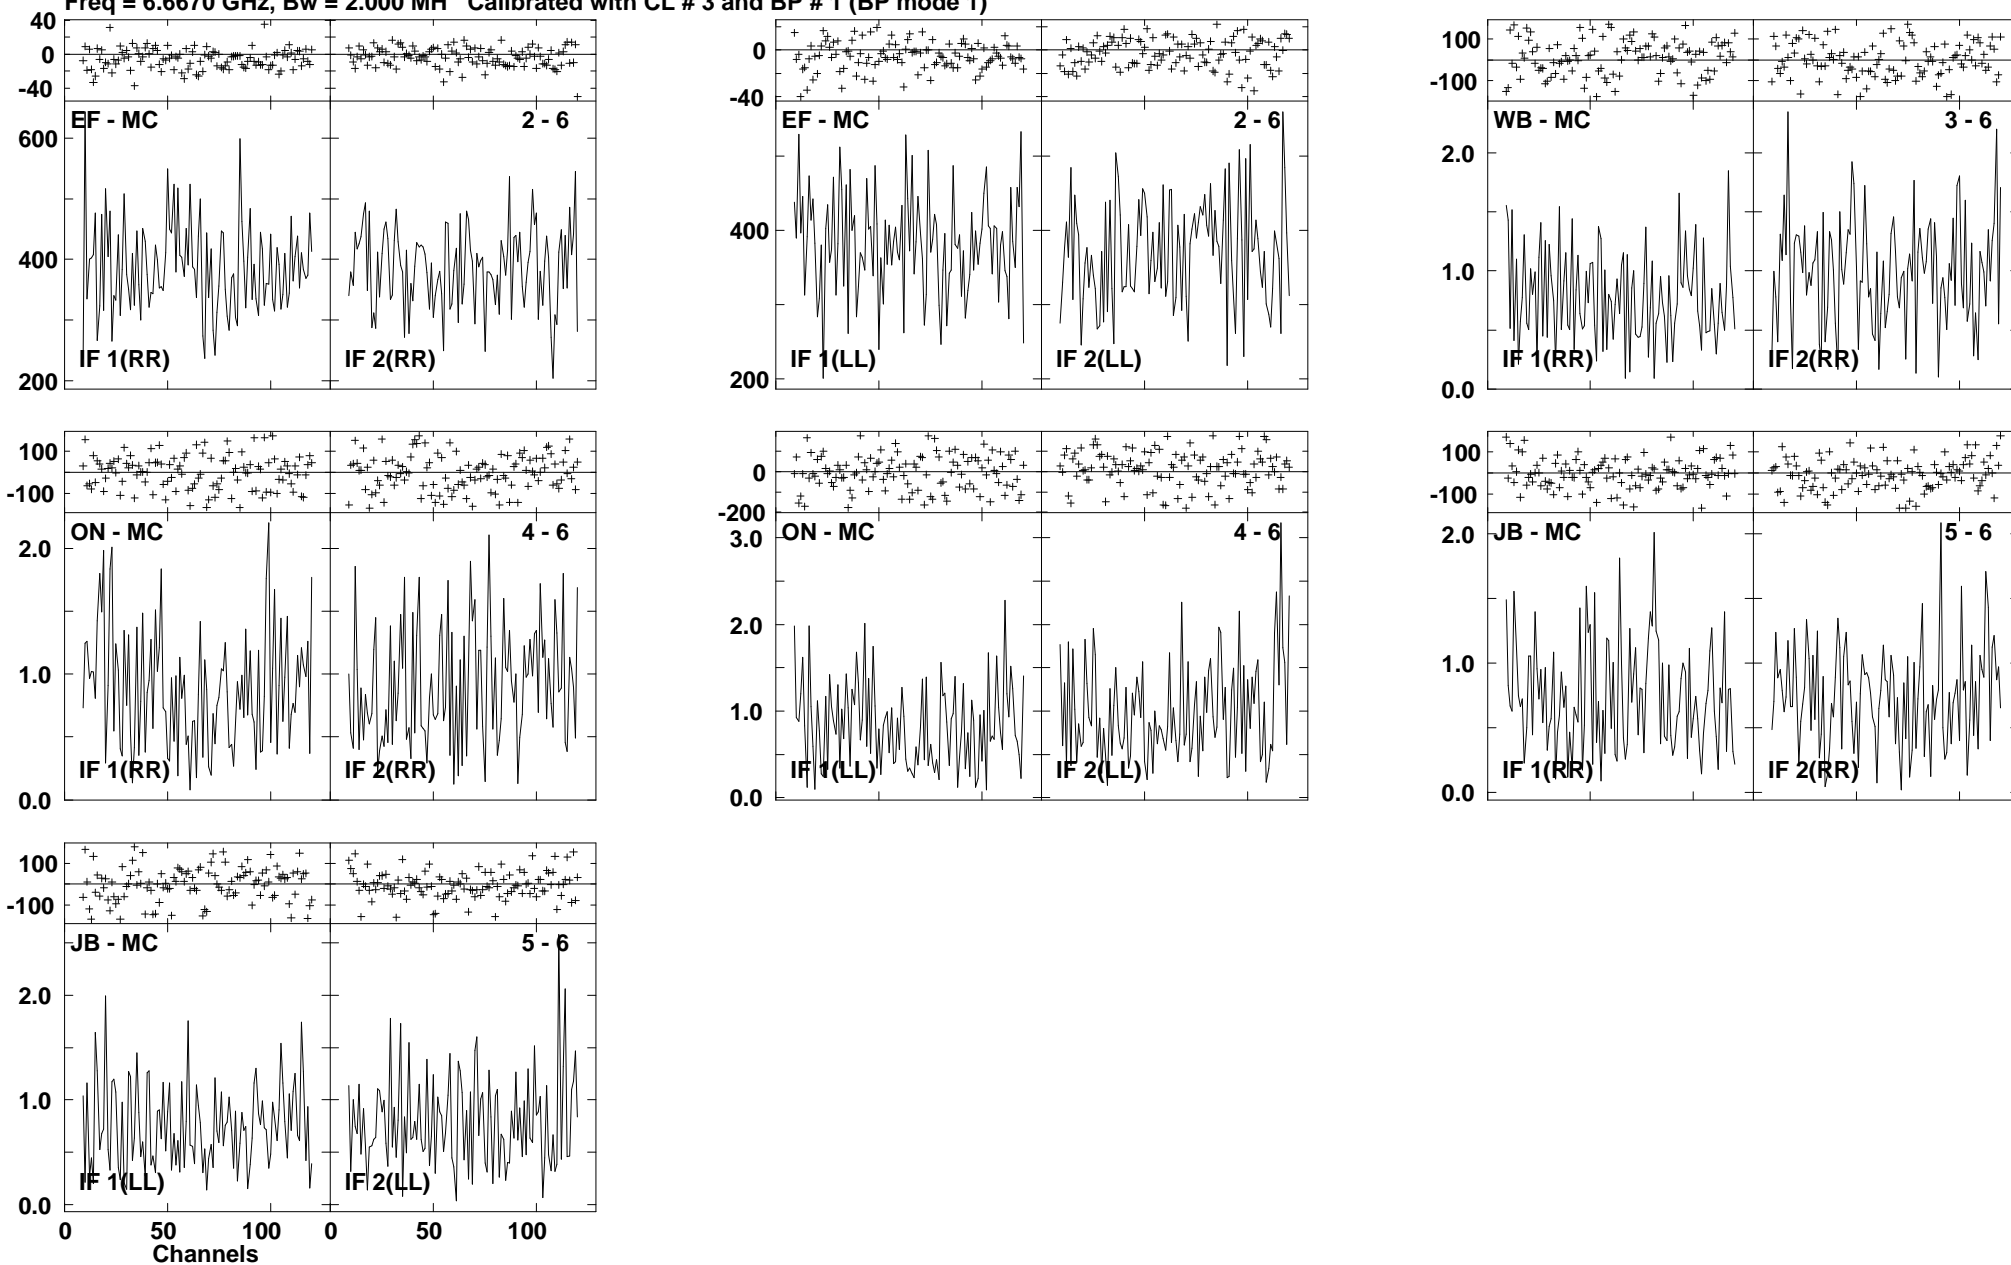 Freq = 6.6670 GHz, Bw = 2.000 MH Calibrated with CL # 3 and BP # 1 (BP mode 1)
40
0
-40
EF - MC 2 - 6
600
400
200
IF 1(RR) IF 2(RR)
0
-40
EF - MC 2 - 6
400
200
IF 1(LL) IF 2(LL)
100
-100
WB - MC 3 - 6
2.0
1.0
0.0
IF 1(RR) IF 2(RR)
100
-100
ON - MC 4 - 6
2.0
1.0
0.0
IF 1(RR) IF 2(RR)
0
-200
ON - MC 4 - 6
3.0
2.0
1.0
0.0
IF 1(LL) IF 2(LL)
100
-100
JB - MC 5 - 6
2.0
1.0
0.0
IF 1(RR) IF 2(RR)
100
-100
JB - MC 5 - 6
2.0
1.0
0.0
IF 1(LL) IF 2(LL)
0 50 100 0 50 100
Channels